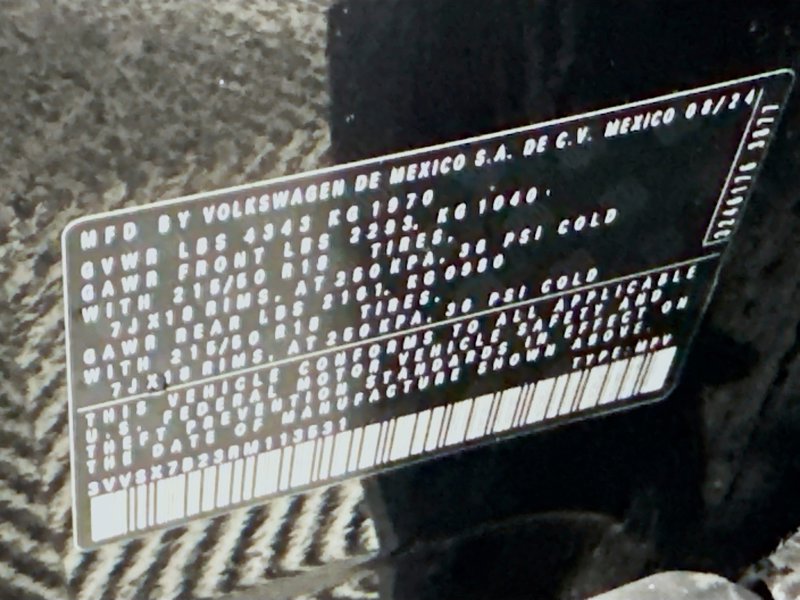 MFD BY VOLKSWAGEN DE MEXICO S.A. DE C.V. MEXICO 08/24
GVWR LBS 4343 KG 1970
GAWR FRONT LBS 2293, KG 1040.
WITH 215/50 R18 TIRES,
7JX18 RIMS, AT 260 KPA, 38 PSI COLD
GAWR REAR LBS 2161, KG 0980
WITH 215/50 R18 TIRES,
7JX18 RIMS, AT 260 KPA, 38 PSI COLD
THIS VEHICLE CONFORMS TO ALL APPLICABLE
U.S. FEDERAL MOTOR VEHICLE SAFETY AND
THEFT PREVENTION STANDARDS IN EFFECT ON
THE DATE OF MANUFACTURE SHOWN ABOVE.
TYPE: MPV